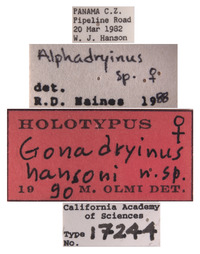 PANAMA C.Z.
Pipeline Road
20 Mar 1982
W. J. Hanson
Alphadryinus
sp. ♀
det.
R.D. Haines 1988
HOLOTYPUS ♀
Gonadryinus
hansoni n.sp.
1990 M. OLMI DET.
California Academy
of Sciences
Type
No. 17244